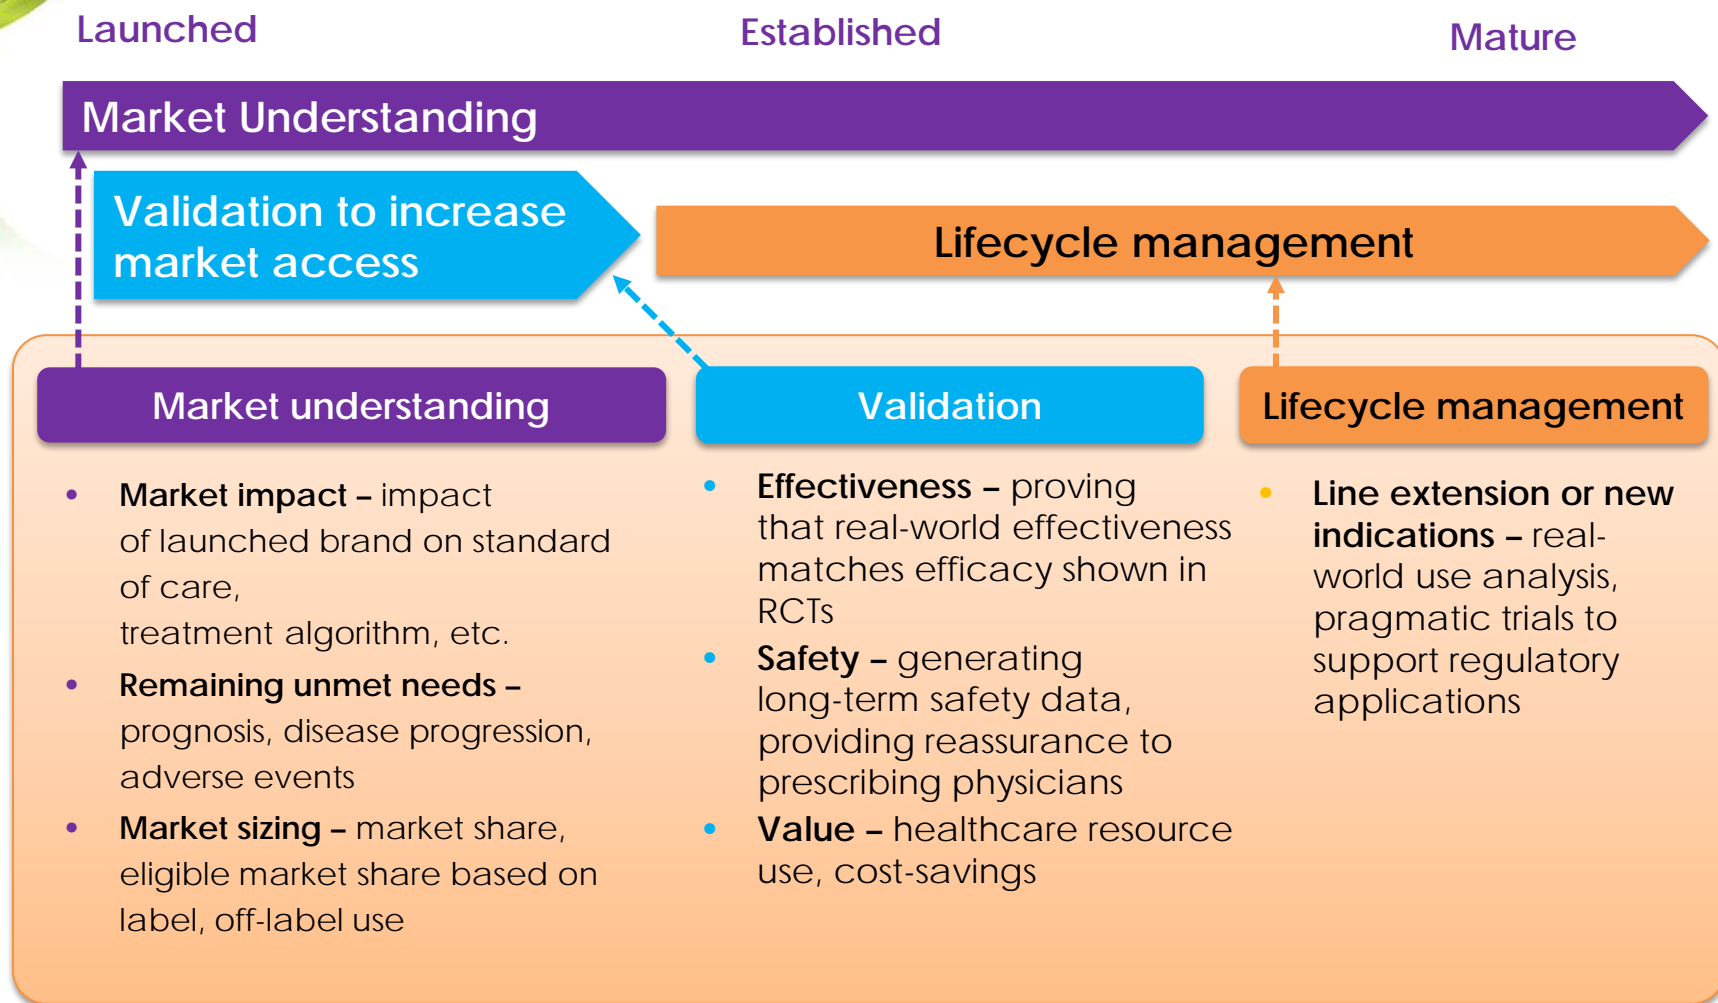 Launched
Established
Mature
Market Understanding
Validation to increase
market access
Lifecycle management
Market understanding
• Market impact – impact
of launched brand on standard
of care,
treatment algorithm, etc.
• Remaining unmet needs –
prognosis, disease progression,
adverse events
• Market sizing – market share,
eligible market share based on
label, off-label use
Validation
• Effectiveness – proving
that real-world effectiveness
matches efficacy shown in
RCTs
• Safety – generating
long-term safety data,
providing reassurance to
prescribing physicians
• Value – healthcare resource
use, cost-savings
Lifecycle management
• Line extension or new
indications – real-
world use analysis,
pragmatic trials to
support regulatory
applications